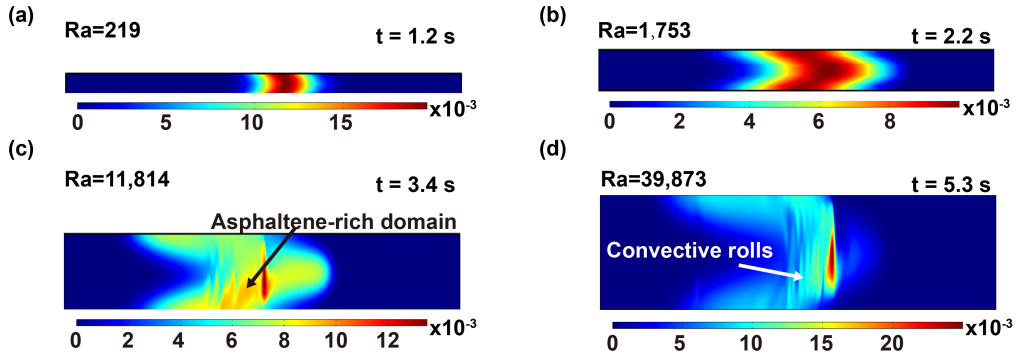 (a)
Ra=219
t = 1.2 s
0 5 10 15 x10-3
(b)
Ra=1,753
t = 2.2 s
0 2 4 6 8 x10-3
(c)
Ra=11,814
t = 3.4 s
Asphaltene-rich domain
0 2 4 6 8 10 12 x10-3
(d)
Ra=39,873
t = 5.3 s
Convective rolls
0 5 10 15 20 x10-3